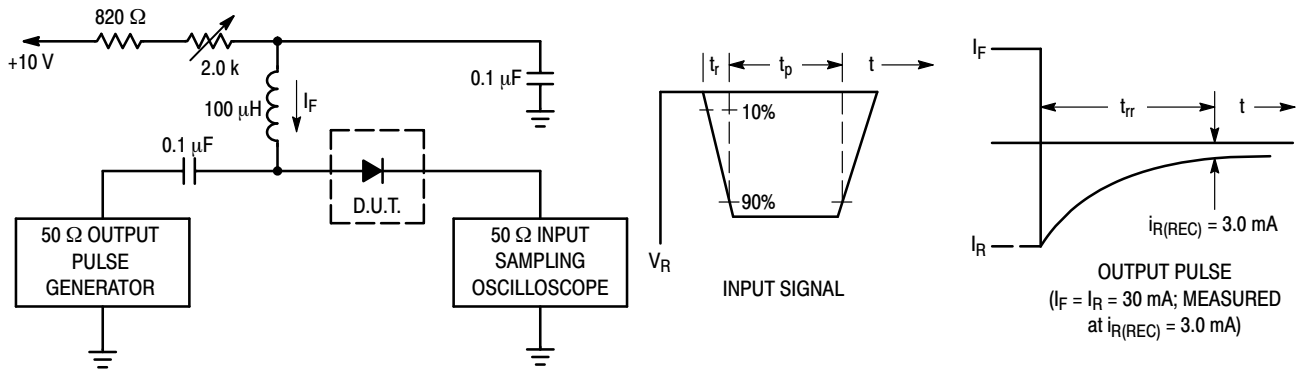 820 Ω
+10 V
2.0 k
100 μH
I_F
0.1 μF
0.1 μF
D.U.T.
50 Ω OUTPUT
PULSE
GENERATOR
50 Ω INPUT
SAMPLING
OSCILLOSCOPE
t_r
t_p
t
10%
90%
V_R
INPUT SIGNAL
I_F
t_rr
t
I_R
i_R(REC) = 3.0 mA
OUTPUT PULSE
(I_F = I_R = 30 mA; MEASURED
at i_R(REC) = 3.0 mA)